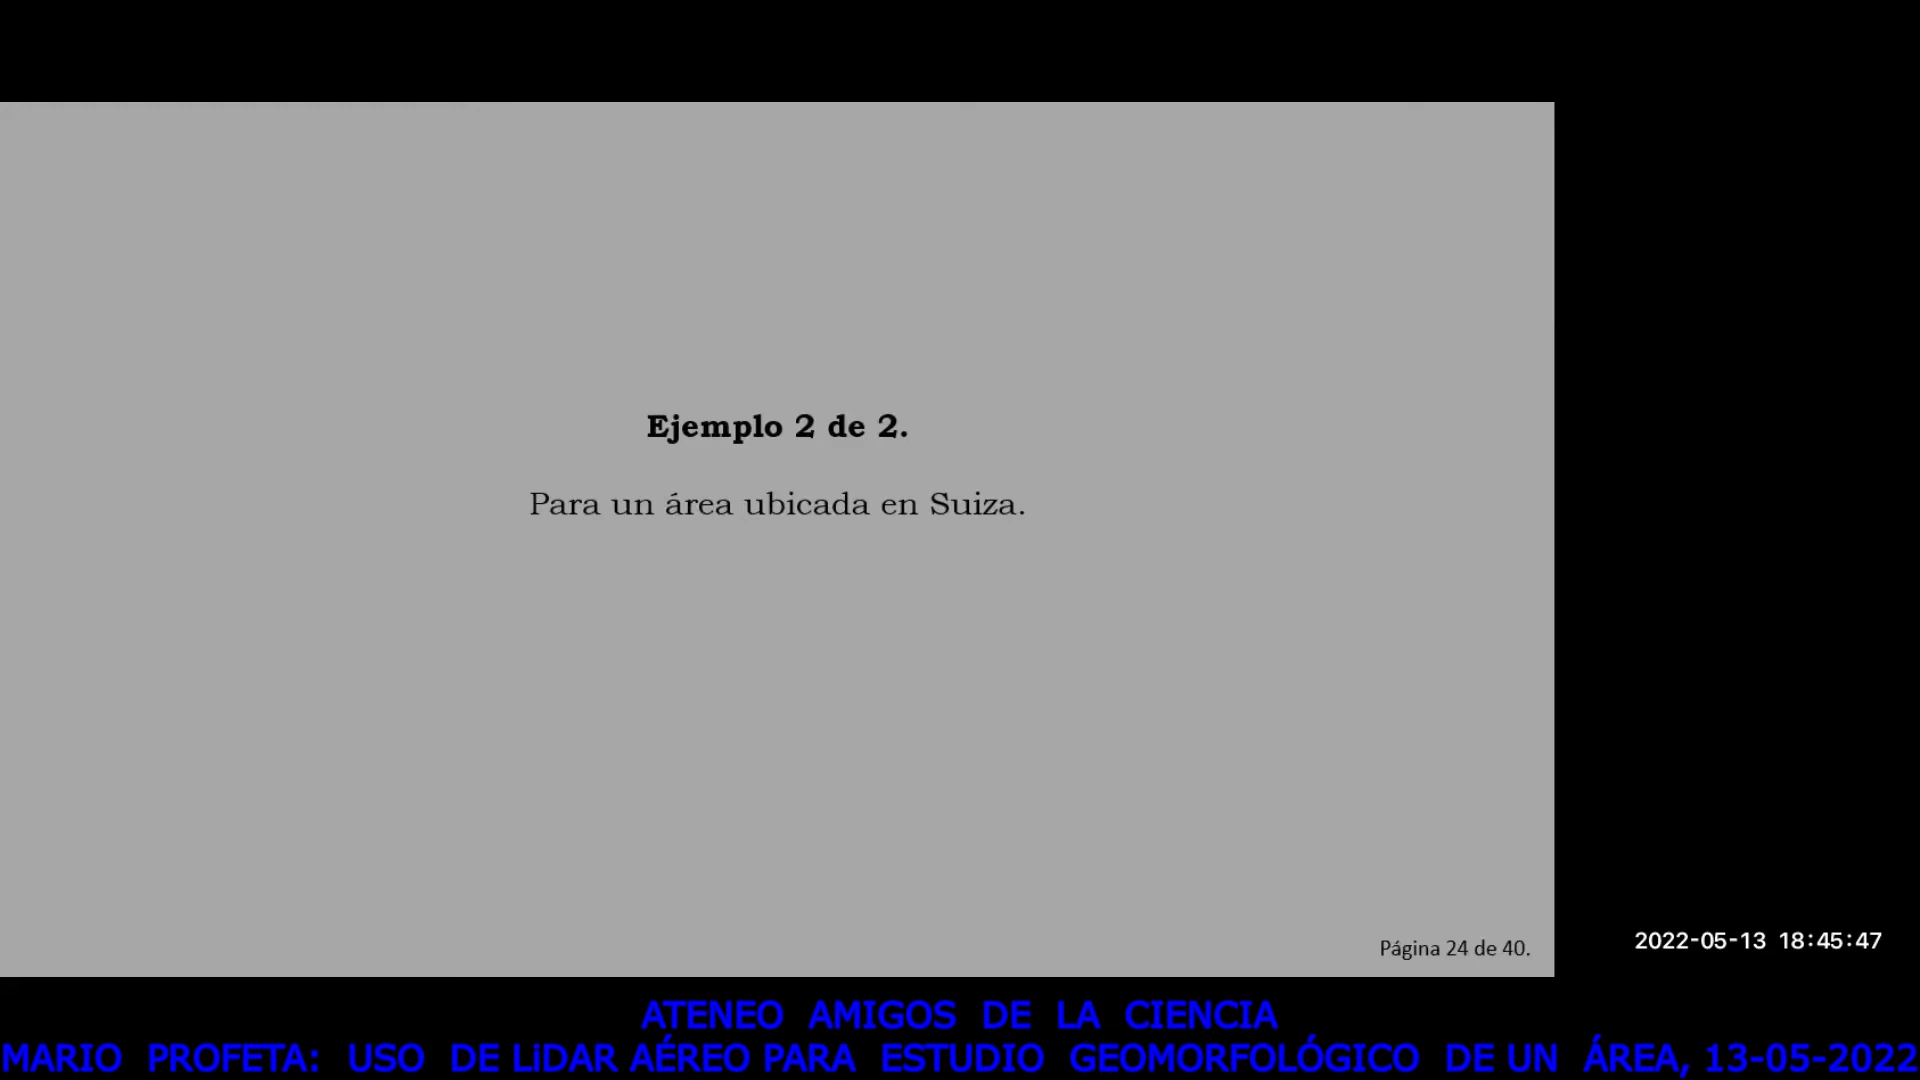 Ejemplo 2 de 2.
Para un área ubicada en Suiza.
Página 24 de 40.
2022-05-13 18:45:47
ATENEO AMIGOS DE LA CIENCIA
MARIO PROFETA: USO DE LiDAR AÉREO PARA ESTUDIO GEOMORFOLÓGICO DE UN ÁREA, 13-05-2022